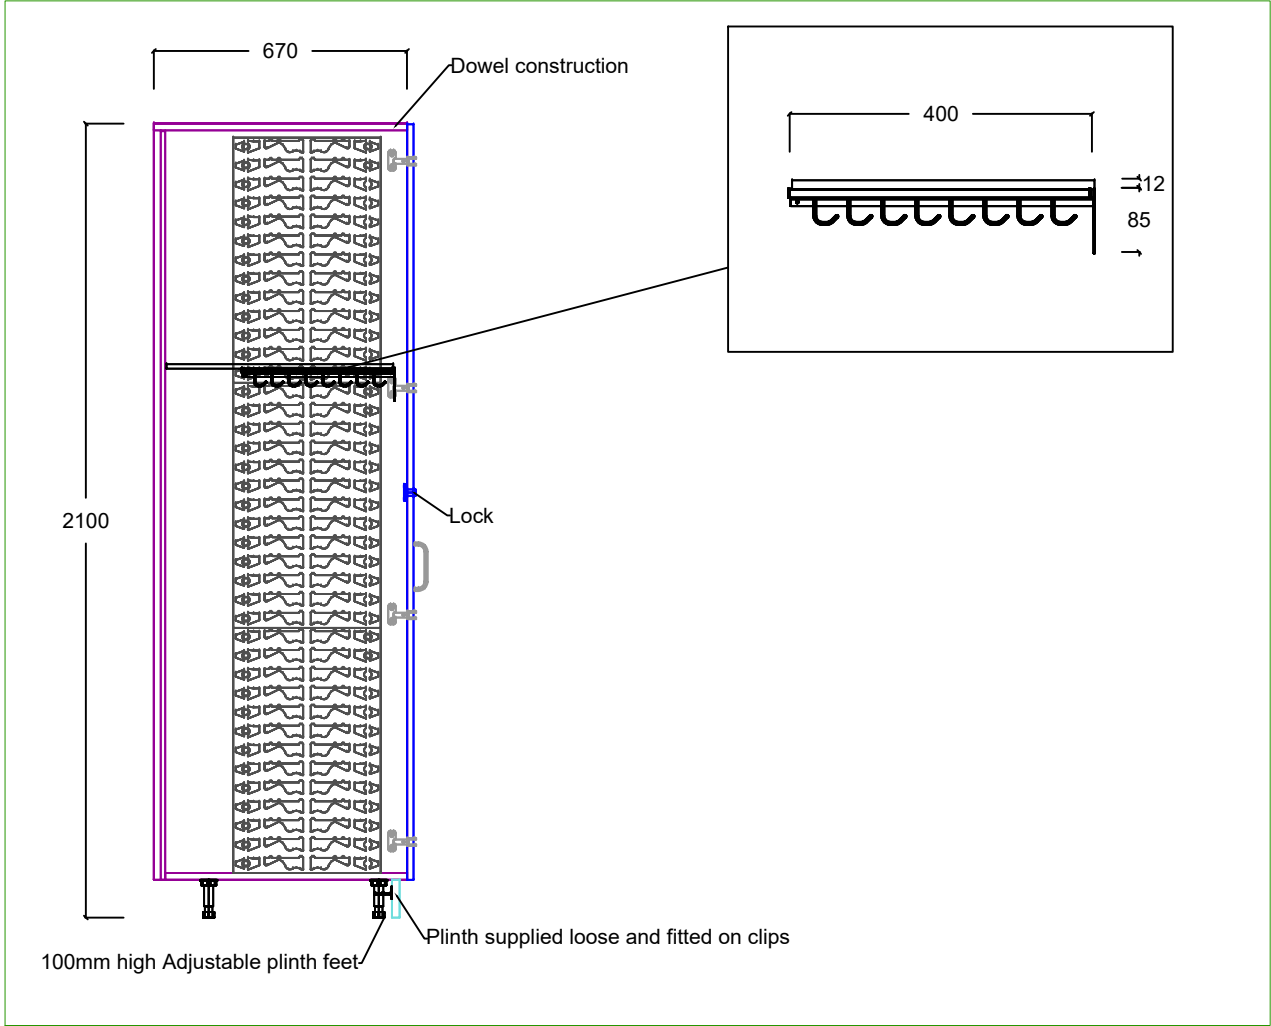 670
Dowel construction
400
12
85
2100
Lock
Plinth supplied loose and fitted on clips
100mm high Adjustable plinth feet